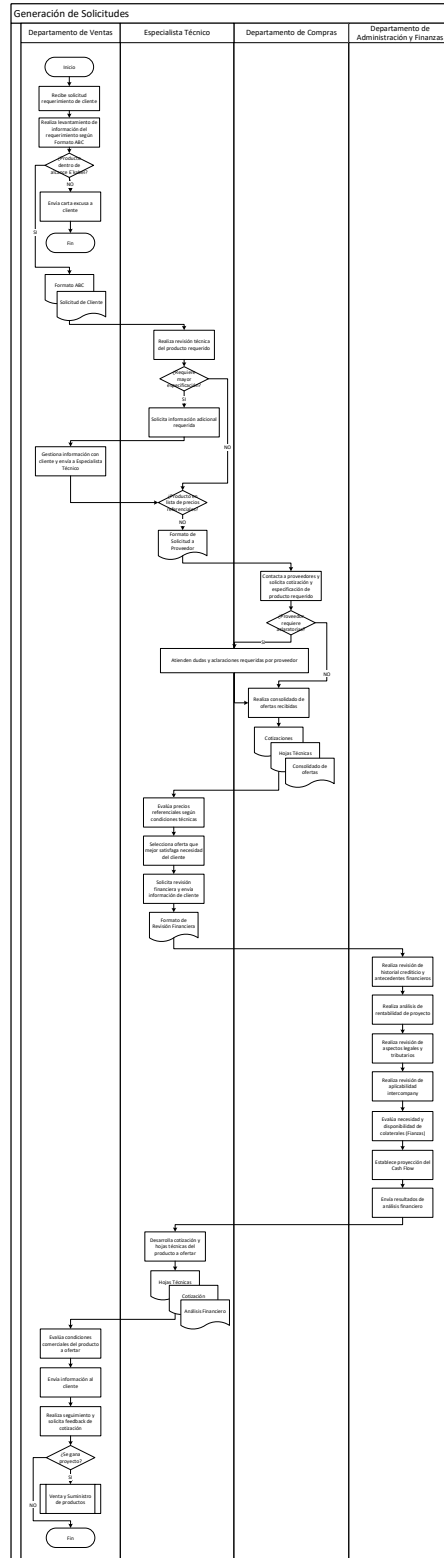 Generación de Solicitudes
Departamento de Ventas
Especialista Técnico
Departamento de Compras
Departamento de
Administración y Finanzas
Inicio
Recibe solicitud
requerimiento de cliente
Realiza levantamiento de
información del
requerimiento según
Formato ABC
¿Producto
dentro de
alcance
NO
Envía carta excusa a
cliente
SI
Fin
Formato ABC
Solicitud de Cliente
Realiza revisión técnica
del producto requerido
¿Requiere
mayor
especificación?
SI
Solicita información adicional
requerida
NO
Gestiona información con
cliente y envía a Especialista
Técnico
¿Producto en
lista de precios
referenciales?
NO
Formato de
Solicitud a
Proveedor
Contacta a proveedores y
solicita cotización y
especificación de
producto requerido
¿Proveedor
requiere
aclaratorias?
SI
Atienden dudas y aclaraciones requeridas por proveedor
NO
Realiza consolidado de
ofertas recibidas
Cotizaciones
Hojas Técnicas
Consolidado de
ofertas
Evalúa precios
referenciales según
condiciones técnicas
Selecciona oferta que
mejor satisfaga necesidad
del cliente
Solicita revisión
financiera y envía
información de cliente
Formato de
Revisión Financiera
Realiza revisión de
historial crediticio y
antecedentes financieros
Realiza análisis de
rentabilidad de proyecto
Realiza revisión de
aspectos legales y
tributarios
Realiza revisión de
aplicabilidad
intercompany
Evalúa necesidad y
disponibilidad de
colaterales (Fianzas)
Establece proyección del
Cash Flow
Envía resultados de
análisis financiero
Desarrolla cotización y
hojas técnicas del
producto a ofertar
Hojas Técnicas
Cotización
Análisis Financiero
Evalúa condiciones
comerciales del producto
a ofertar
Envía información al
cliente
Realiza seguimiento y
solicita feedback de
cotización
¿Se gana
proyecto?
SI
Venta y Suministro
de productos
NO
Fin